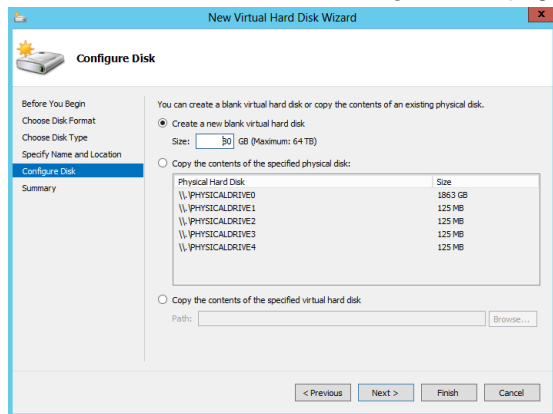 New Virtual Hard Disk Wizard
x
Configure Disk
Before You Begin
Choose Disk Format
Choose Disk Type
Specify Name and Location
Configure Disk
Summary
You can create a blank virtual hard disk or copy the contents of an existing physical disk.
Create a new blank virtual hard disk
Size: 30 GB (Maximum: 64 TB)
Copy the contents of the specified physical disk:
Physical Hard Disk Size
\\.\PHYSICALDRIVE0 1863 GB
\\.\PHYSICALDRIVE1 125 MB
\\.\PHYSICALDRIVE2 125 MB
\\.\PHYSICALDRIVE3 125 MB
\\.\PHYSICALDRIVE4 125 MB
Copy the contents of the specified virtual hard disk
Path: Browse...
< Previous Next > Finish Cancel